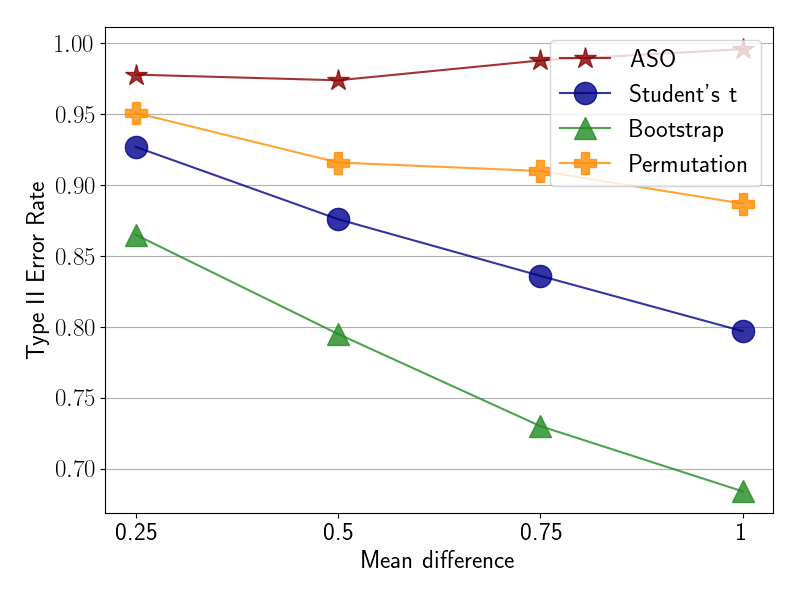 1.00
0.95
0.90
0.85
0.80
0.75
0.70
Type II Error Rate
ASO
Student's t
Bootstrap
Permutation
0.25 0.5 0.75 1
Mean difference